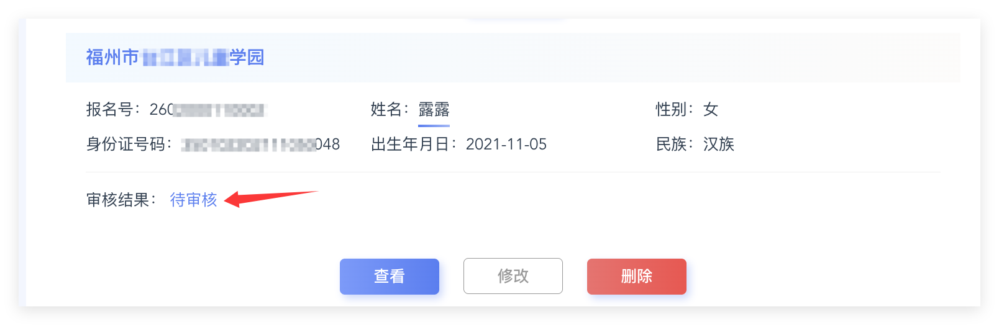 福州市学园
报名号：260 姓名：露露 性别：女
身份证号码：048 出生年月日：2021-11-05 民族：汉族
审核结果：待审核
查看 修改 删除